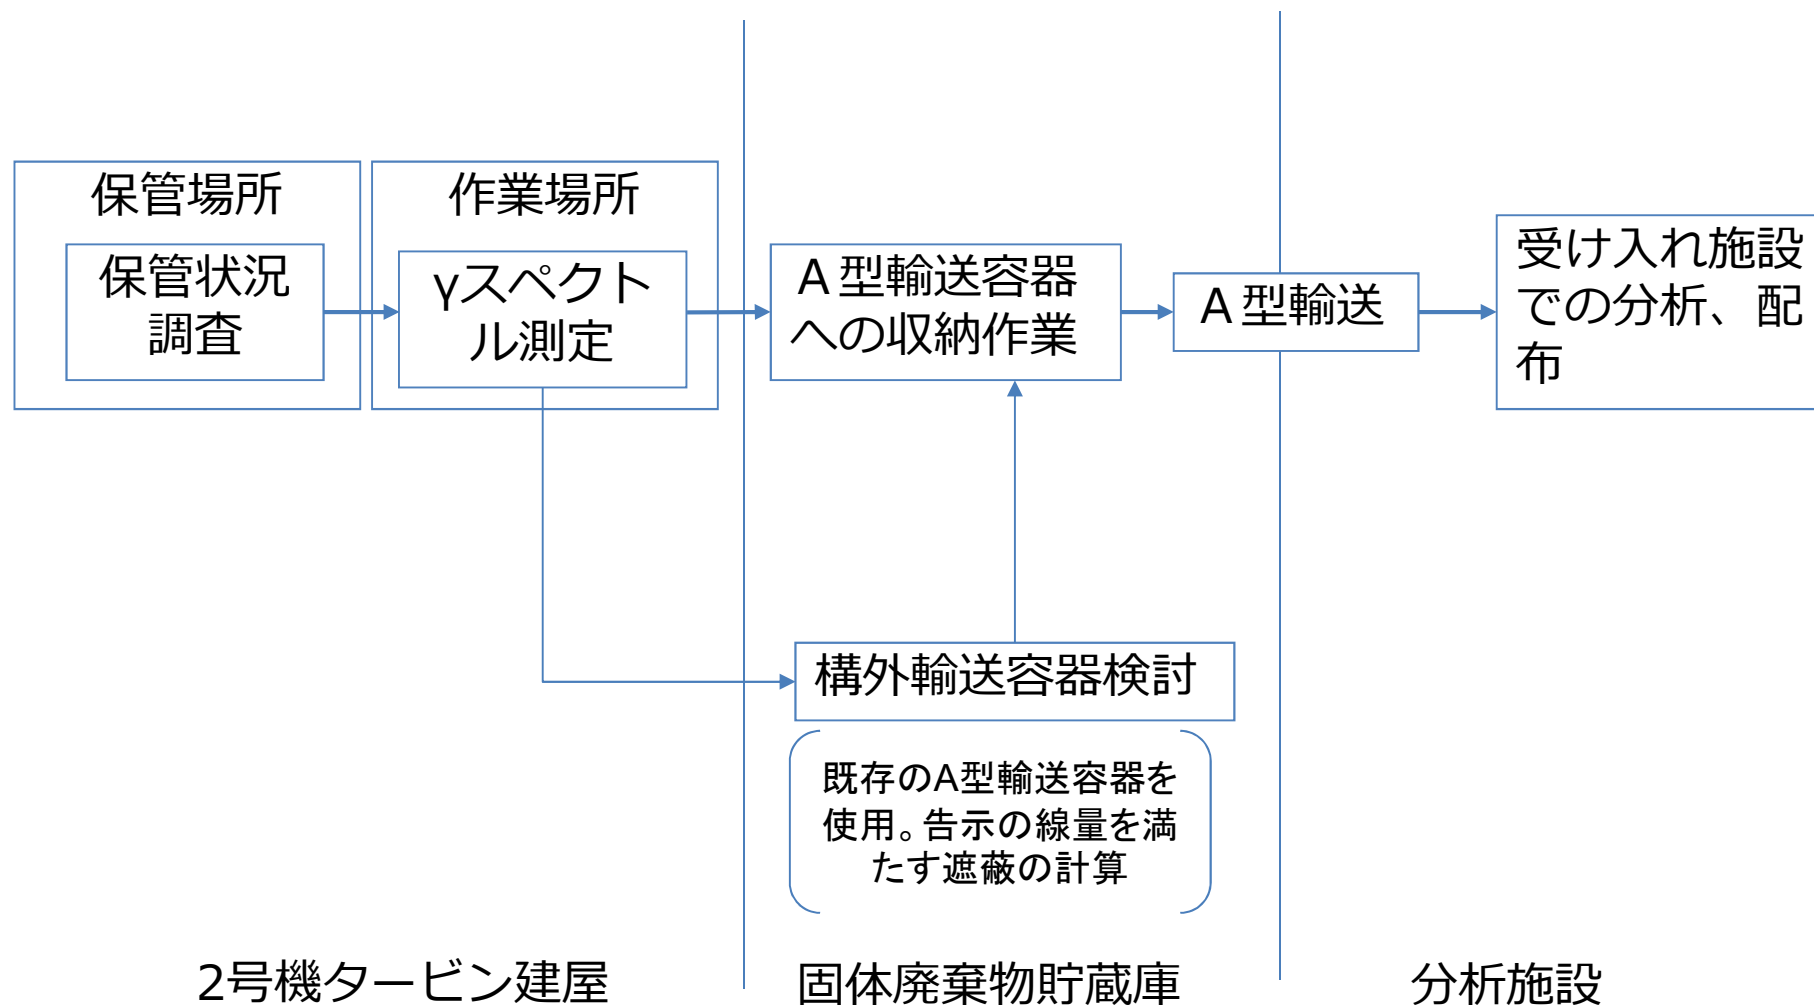 保管場所
保管状況
調査
作業場所
γスペクト
ル測定
A型輸送容器
への収納作業
A型輸送
受け入れ施設
での分析、配
布
構外輸送容器検討
既存のA型輸送容器を
使用。告示の線量を満
たす遮蔽の計算
2号機タービン建屋
固体廃棄物貯蔵庫
分析施設